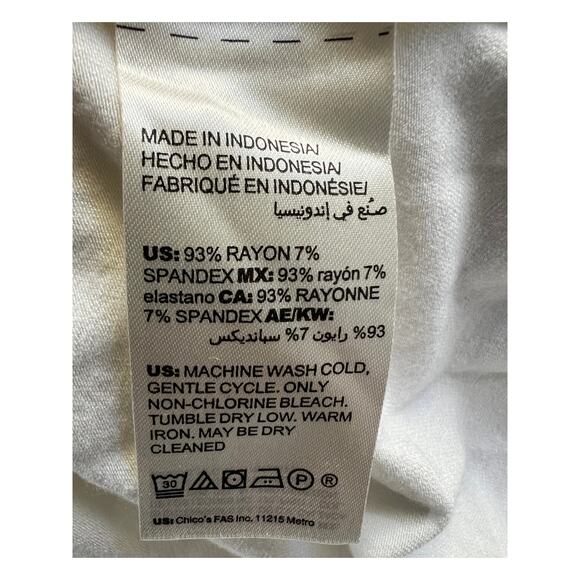 MADE IN INDONESIA/
HECHO EN INDONESIA/
FABRIQUÉ EN INDONÉSIE/
صُنع في إندونيسيا
US: 93% RAYON 7%
SPANDEX MX: 93% rayón 7%
elastano CA: 93% RAYONNE
7% SPANDEX AE/KW:
93% رايون 7% سبانديكس
US: MACHINE WASH COLD,
GENTLE CYCLE. ONLY
NON-CHLORINE BLEACH.
TUMBLE DRY LOW. WARM
IRON. MAY BE DRY
CLEANED
30 P ®
US: Chico's FAS Inc. 11215 Metro